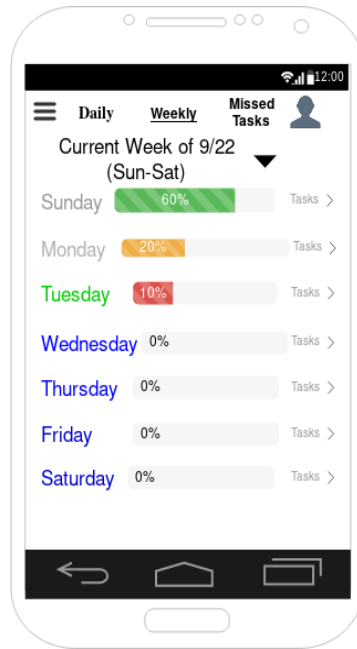 12:00
Daily Weekly Missed Tasks
Current Week of 9/22
(Sun-Sat)
Sunday 60% Tasks
Monday 20% Tasks
Tuesday 10% Tasks
Wednesday 0% Tasks
Thursday 0% Tasks
Friday 0% Tasks
Saturday 0% Tasks